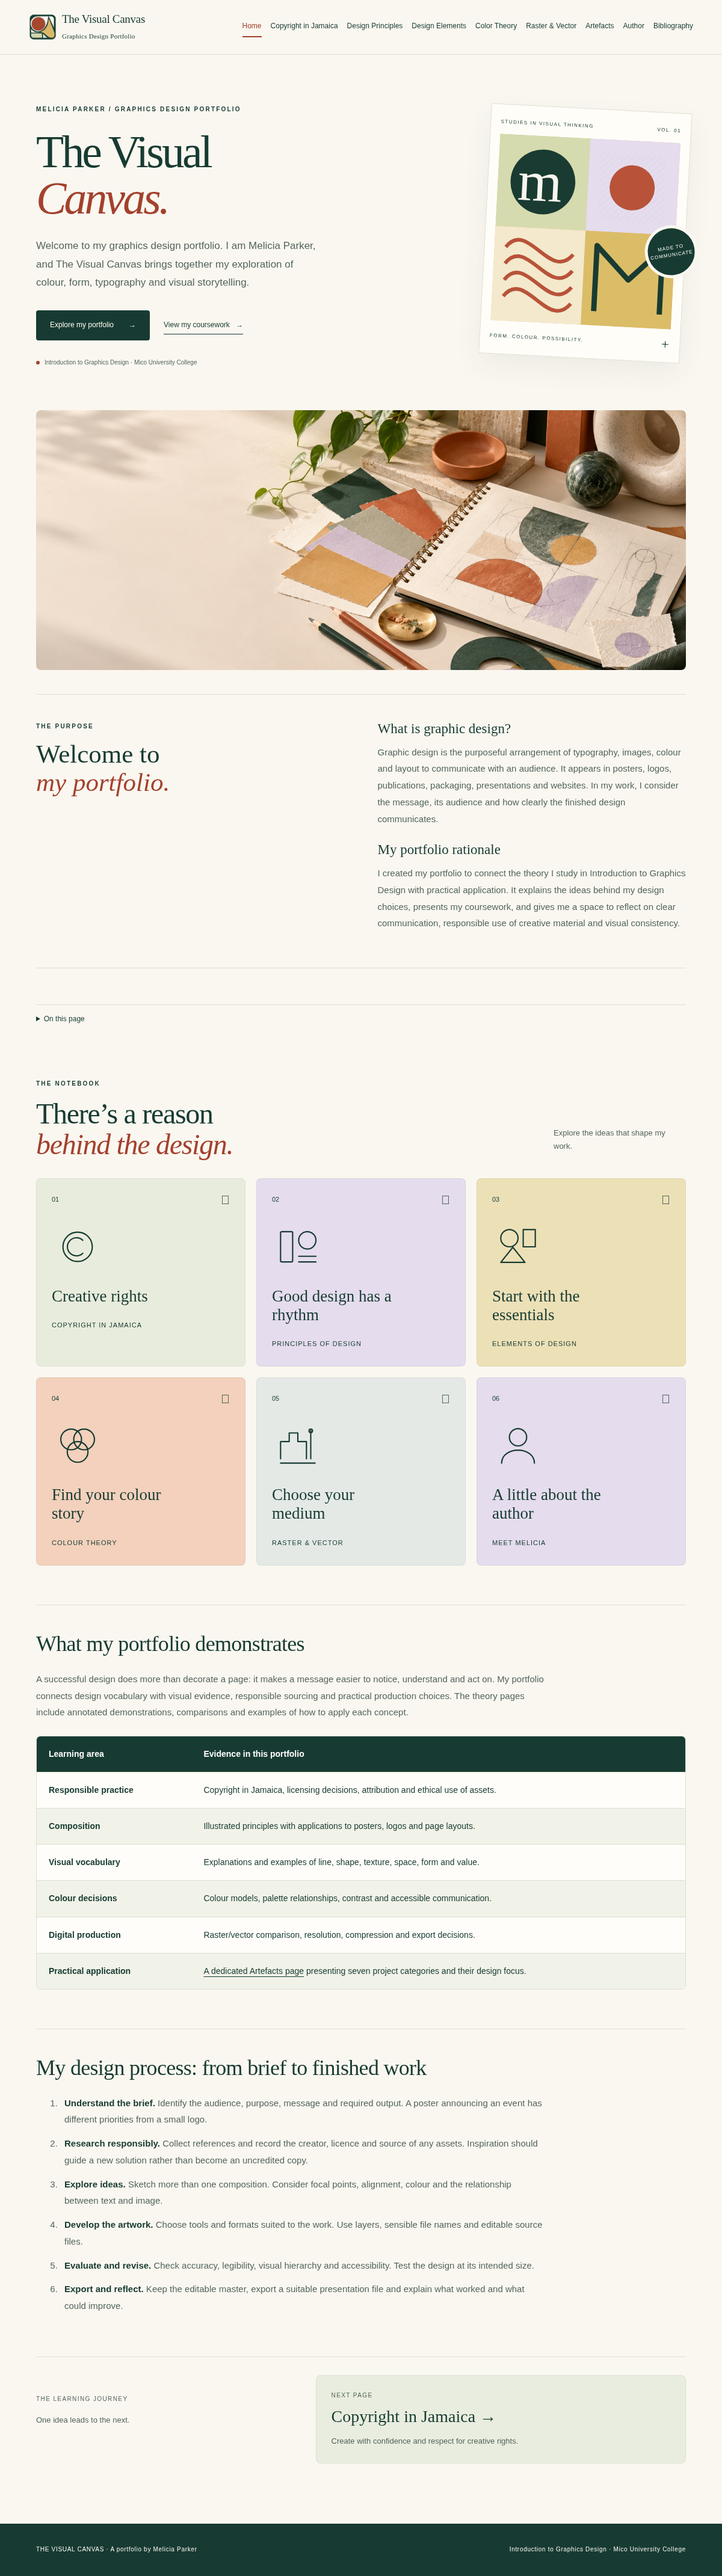 The Visual Canvas
Graphics Design Portfolio
Home Copyright in Jamaica Design Principles Design Elements Color Theory Raster & Vector Artefacts Author Bibliography
MELICIA PARKER / GRAPHICS DESIGN PORTFOLIO
The Visual
Canvas.
Welcome to my graphics design portfolio. I am Melicia Parker,
and The Visual Canvas brings together my exploration of
colour, form, typography and visual storytelling.
Explore my portfolio →
View my coursework →
Introduction to Graphics Design · Mico University College
STUDIES IN VISUAL THINKING
VOL. 01
m
M
MADE TO
COMMUNICATE
FORM. COLOUR. POSSIBILITY.
+
THE PURPOSE
Welcome to
my portfolio.
What is graphic design?
Graphic design is the purposeful arrangement of typography, images, colour
and layout to communicate with an audience. It appears in posters, logos,
publications, packaging, presentations and websites. In my work, I consider
the message, its audience and how clearly the finished design
communicates.
My portfolio rationale
I created my portfolio to connect the theory I study in Introduction to Graphics
Design with practical application. It explains the ideas behind my design
choices, presents my coursework, and gives me a space to reflect on clear
communication, responsible use of creative material and visual consistency.
On this page
THE NOTEBOOK
There’s a reason
behind the design.
Explore the ideas that shape my
work.
01
Creative rights
COPYRIGHT IN JAMAICA
02
Good design has a
rhythm
PRINCIPLES OF DESIGN
03
Start with the
essentials
ELEMENTS OF DESIGN
04
Find your colour
story
COLOUR THEORY
05
Choose your
medium
RASTER & VECTOR
06
A little about the
author
MEET MELICIA
What my portfolio demonstrates
A successful design does more than decorate a page: it makes a message easier to notice, understand and act on. My portfolio
connects design vocabulary with visual evidence, responsible sourcing and practical production choices. The theory pages
include annotated demonstrations, comparisons and examples of how to apply each concept.
Learning area Evidence in this portfolio
Responsible practice Copyright in Jamaica, licensing decisions, attribution and ethical use of assets.
Composition Illustrated principles with applications to posters, logos and page layouts.
Visual vocabulary Explanations and examples of line, shape, texture, space, form and value.
Colour decisions Colour models, palette relationships, contrast and accessible communication.
Digital production Raster/vector comparison, resolution, compression and export decisions.
Practical application A dedicated Artefacts page presenting seven project categories and their design focus.
My design process: from brief to finished work
1. Understand the brief. Identify the audience, purpose, message and required output. A poster announcing an event has
different priorities from a small logo.
2. Research responsibly. Collect references and record the creator, licence and source of any assets. Inspiration should
guide a new solution rather than become an uncredited copy.
3. Explore ideas. Sketch more than one composition. Consider focal points, alignment, colour and the relationship
between text and image.
4. Develop the artwork. Choose tools and formats suited to the work. Use layers, sensible file names and editable source
files.
5. Evaluate and revise. Check accuracy, legibility, visual hierarchy and accessibility. Test the design at its intended size.
6. Export and reflect. Keep the editable master, export a suitable presentation file and explain what worked and what
could improve.
THE LEARNING JOURNEY
One idea leads to the next.
NEXT PAGE
Copyright in Jamaica →
Create with confidence and respect for creative rights.
THE VISUAL CANVAS · A portfolio by Melicia Parker
Introduction to Graphics Design · Mico University College